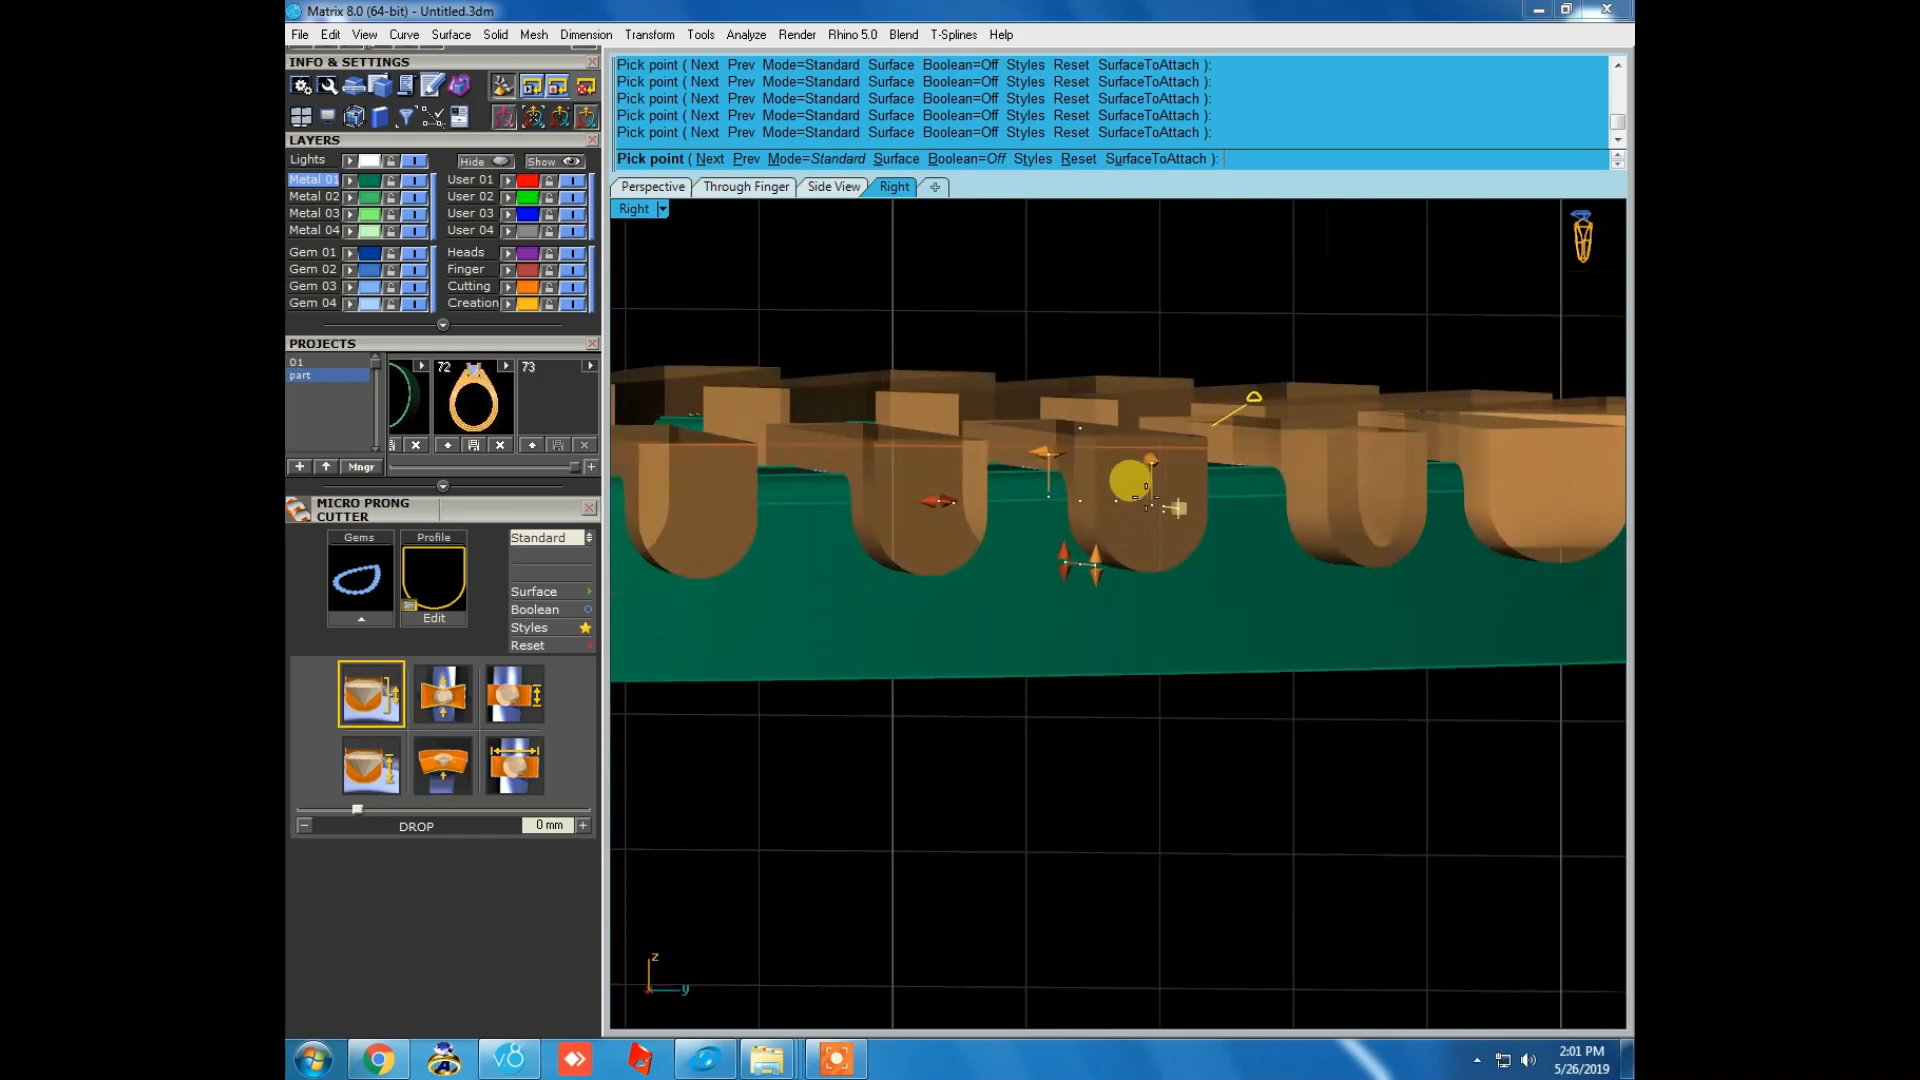 Matrix 8.0 (64-bit) - Untitled.3dm
File Edit View Curve Surface Solid Mesh Dimension Transform Tools Analyze Render Rhino 5.0 Blend T-Splines Help
INFO & SETTINGS
LAYERS
Lights Hide Show
Metal 01 User 01
Metal 02 User 02
Metal 03 User 03
Metal 04 User 04
Gem 01 Heads
Gem 02 Finger
Gem 03 Cutting
Gem 04 Creation
PROJECTS
01
part
72 73
Mngr
MICRO PRONG
CUTTER
Gems Profile Standard
Edit
Surface
Boolean
Styles
Reset
DROP 0 mm
Pick point ( Next Prev Mode=Standard Surface Boolean=Off Styles Reset SurfaceToAttach ):
Pick point ( Next Prev Mode=Standard Surface Boolean=Off Styles Reset SurfaceToAttach ):
Pick point ( Next Prev Mode=Standard Surface Boolean=Off Styles Reset SurfaceToAttach ):
Pick point ( Next Prev Mode=Standard Surface Boolean=Off Styles Reset SurfaceToAttach ):
Pick point ( Next Prev Mode=Standard Surface Boolean=Off Styles Reset SurfaceToAttach ):
Pick point ( Next Prev Mode=Standard Surface Boolean=Off Styles Reset SurfaceToAttach ):
Perspective Through Finger Side View Right
Right
z
x y
v8
2:01 PM
5/26/2019